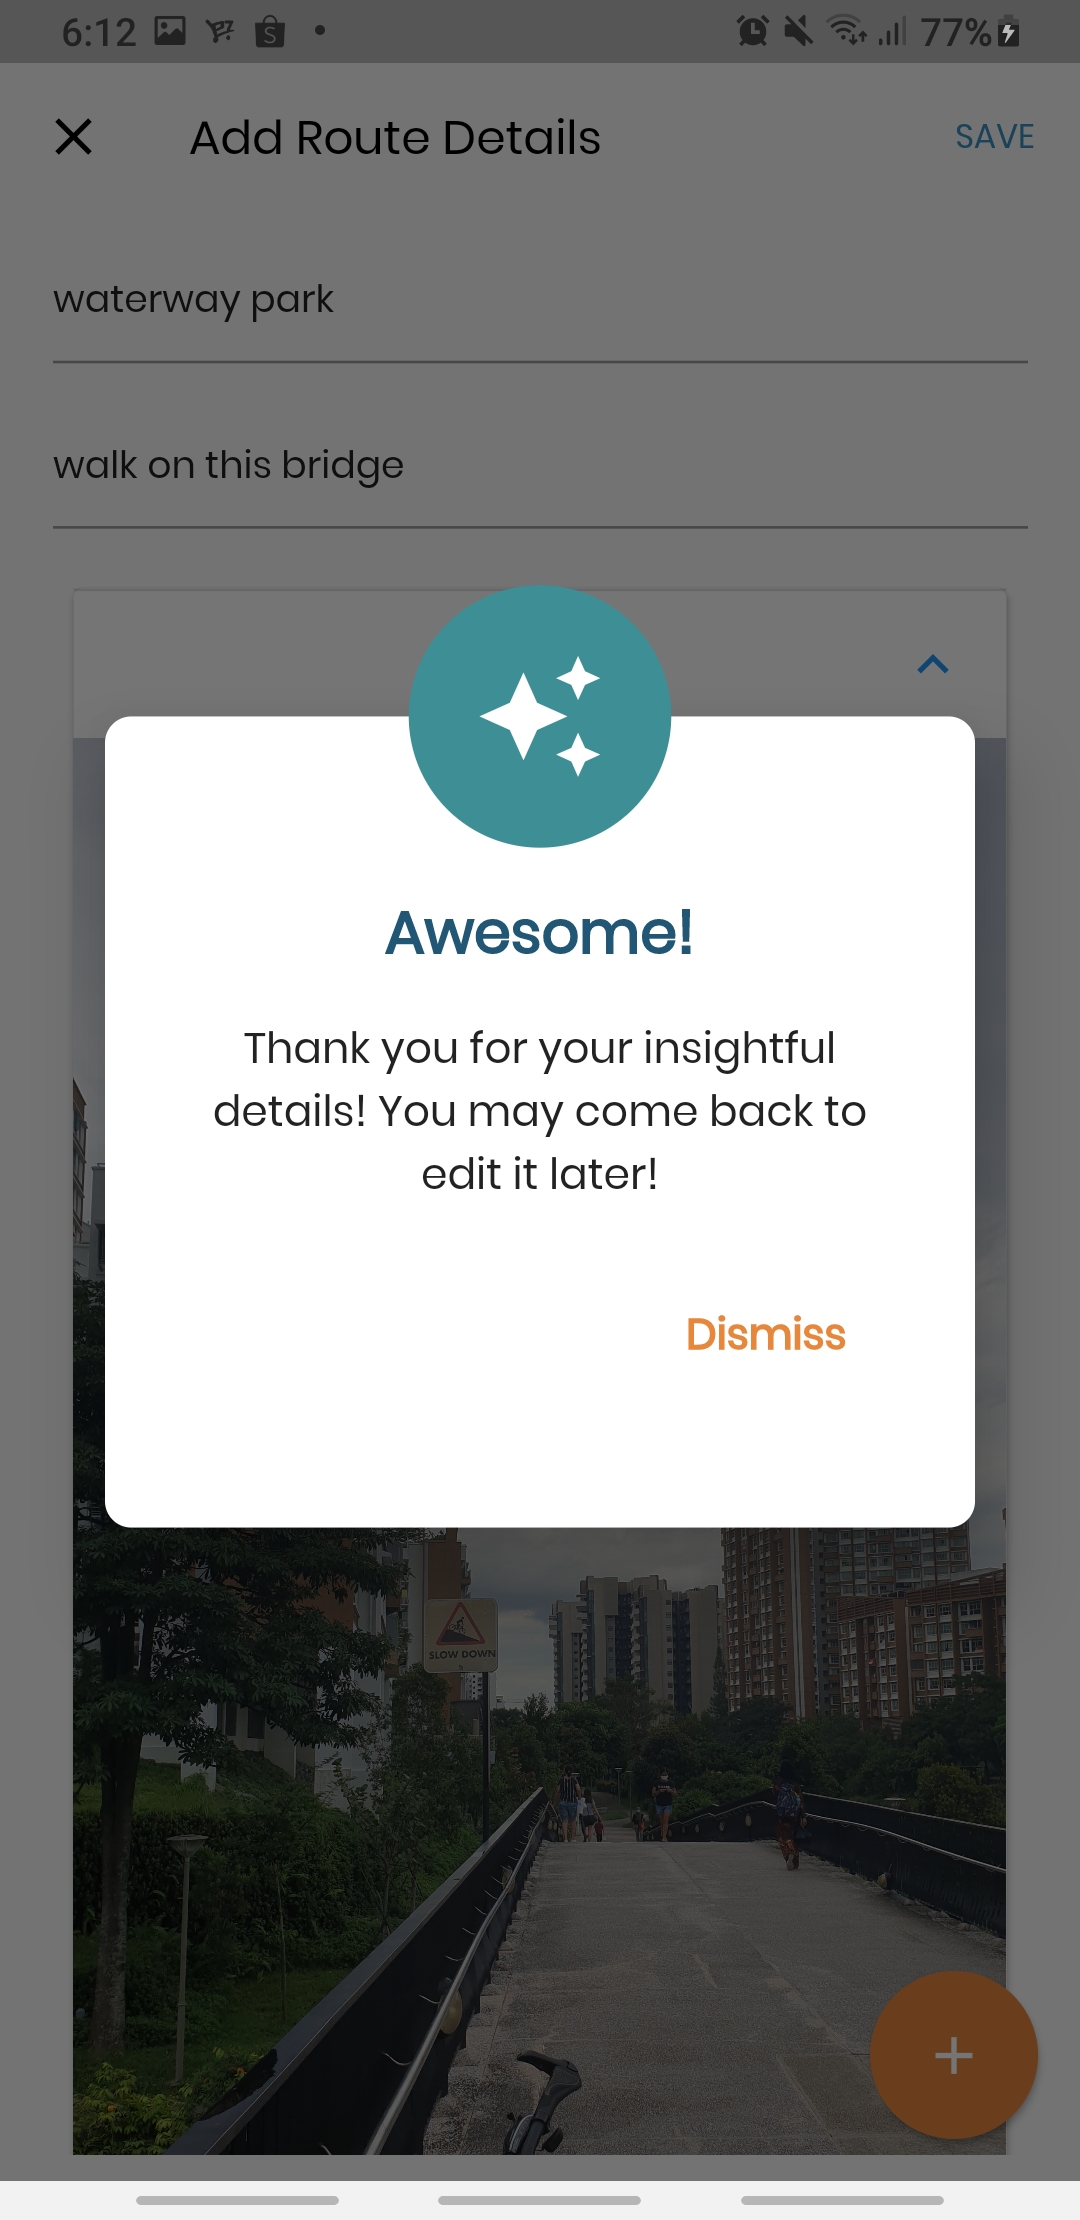 6:12 77%
Add Route Details SAVE
waterway park
walk on this bridge
Awesome!
Thank you for your insightful
details! You may come back to
edit it later!
Dismiss
SLOW DOWN